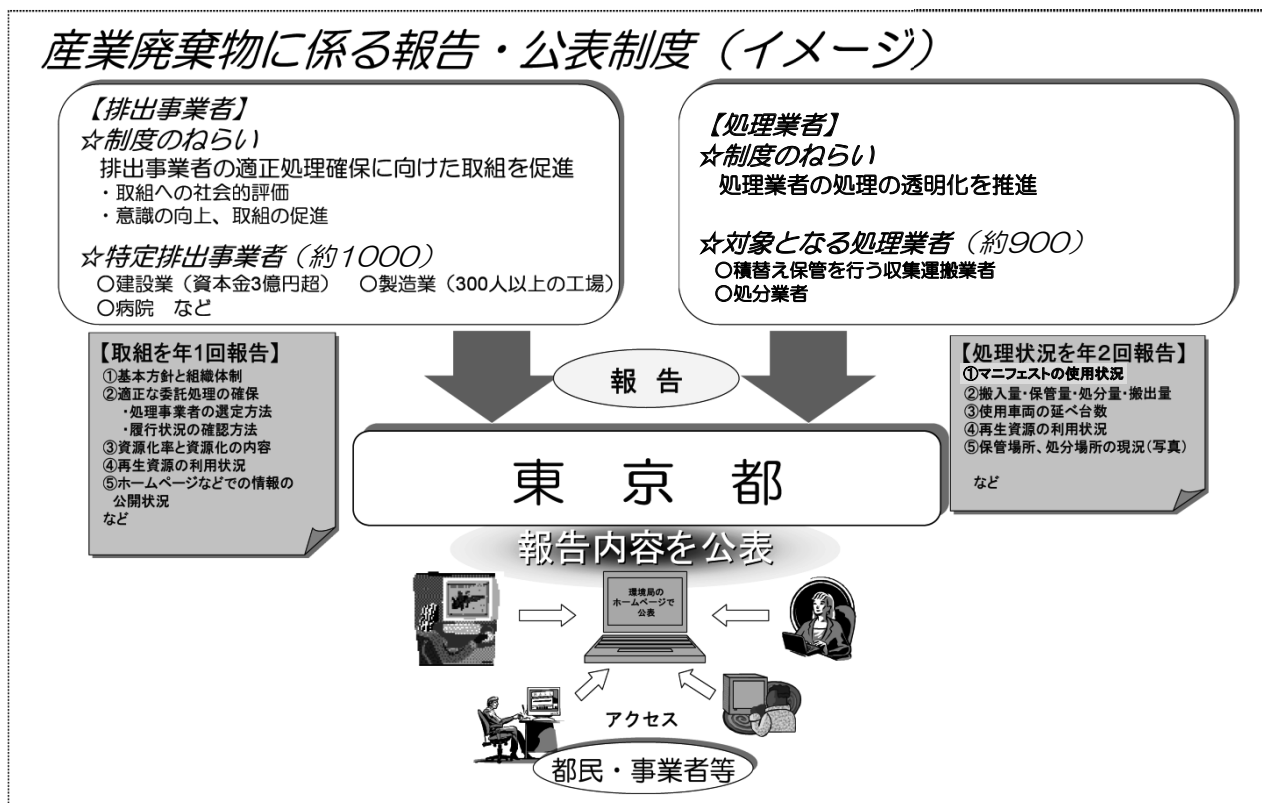 産業廃棄物に係る報告・公表制度（イメージ）
【排出事業者】
☆制度のねらい
排出事業者の適正処理確保に向けた取組を促進
・取組への社会的評価
・意識の向上、取組の促進
☆特定排出事業者（約1000）
○建設業（資本金3億円超）　○製造業（300人以上の工場）
○病院　など
【処理業者】
☆制度のねらい
処理業者の処理の透明化を推進
☆対象となる処理業者（約900）
○積替え保管を行う収集運搬業者
○処分業者
【取組を年1回報告】
①基本方針と組織体制
②適正な委託処理の確保
・処理事業者の選定方法
・履行状況の確認方法
③資源化率と資源化の内容
④再生資源の利用状況
⑤ホームページなどでの情報の
公開状況
など
報 告
【処理状況を年2回報告】
①マニフェストの使用状況
②搬入量・保管量・処分量・搬出量
③使用車両の延べ台数
④再生資源の利用状況
⑤保管場所、処分場所の現況（写真）
など
東 京 都
報告内容を公表
環境局の
ホームページで
公表
アクセス
都民・事業者等